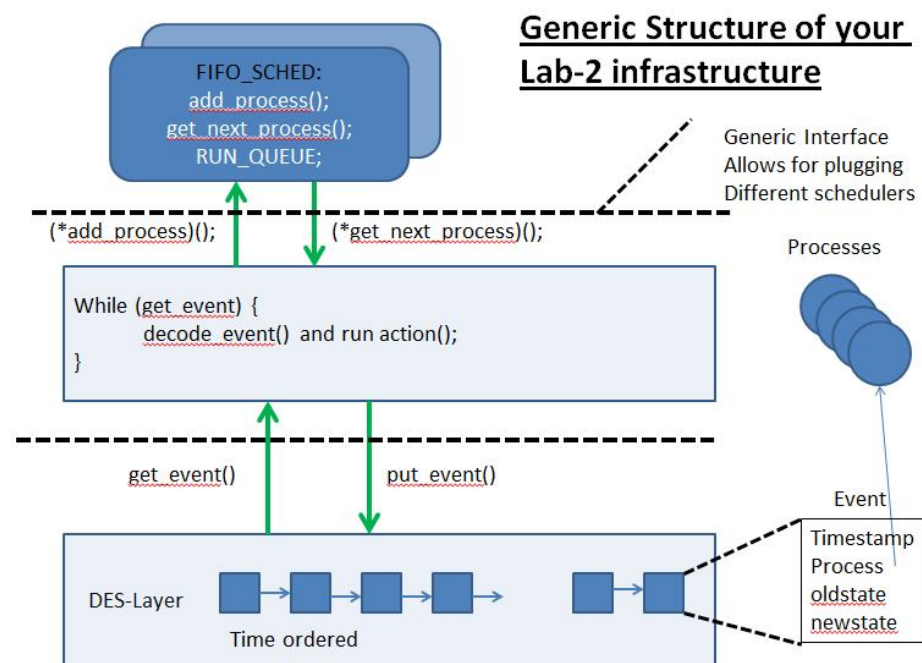 Generic Structure of your
Lab-2 infrastructure
FIFO_SCHED:
add_process();
get_next_process();
RUN_QUEUE;
Generic Interface
Allows for plugging
Different schedulers
(*add_process)();
(*get_next_process)();
Processes
While (get_event) {
decode_event() and run action();
}
get_event()
put_event()
Event
Timestamp
Process
oldstate
newstate
DES-Layer
Time ordered